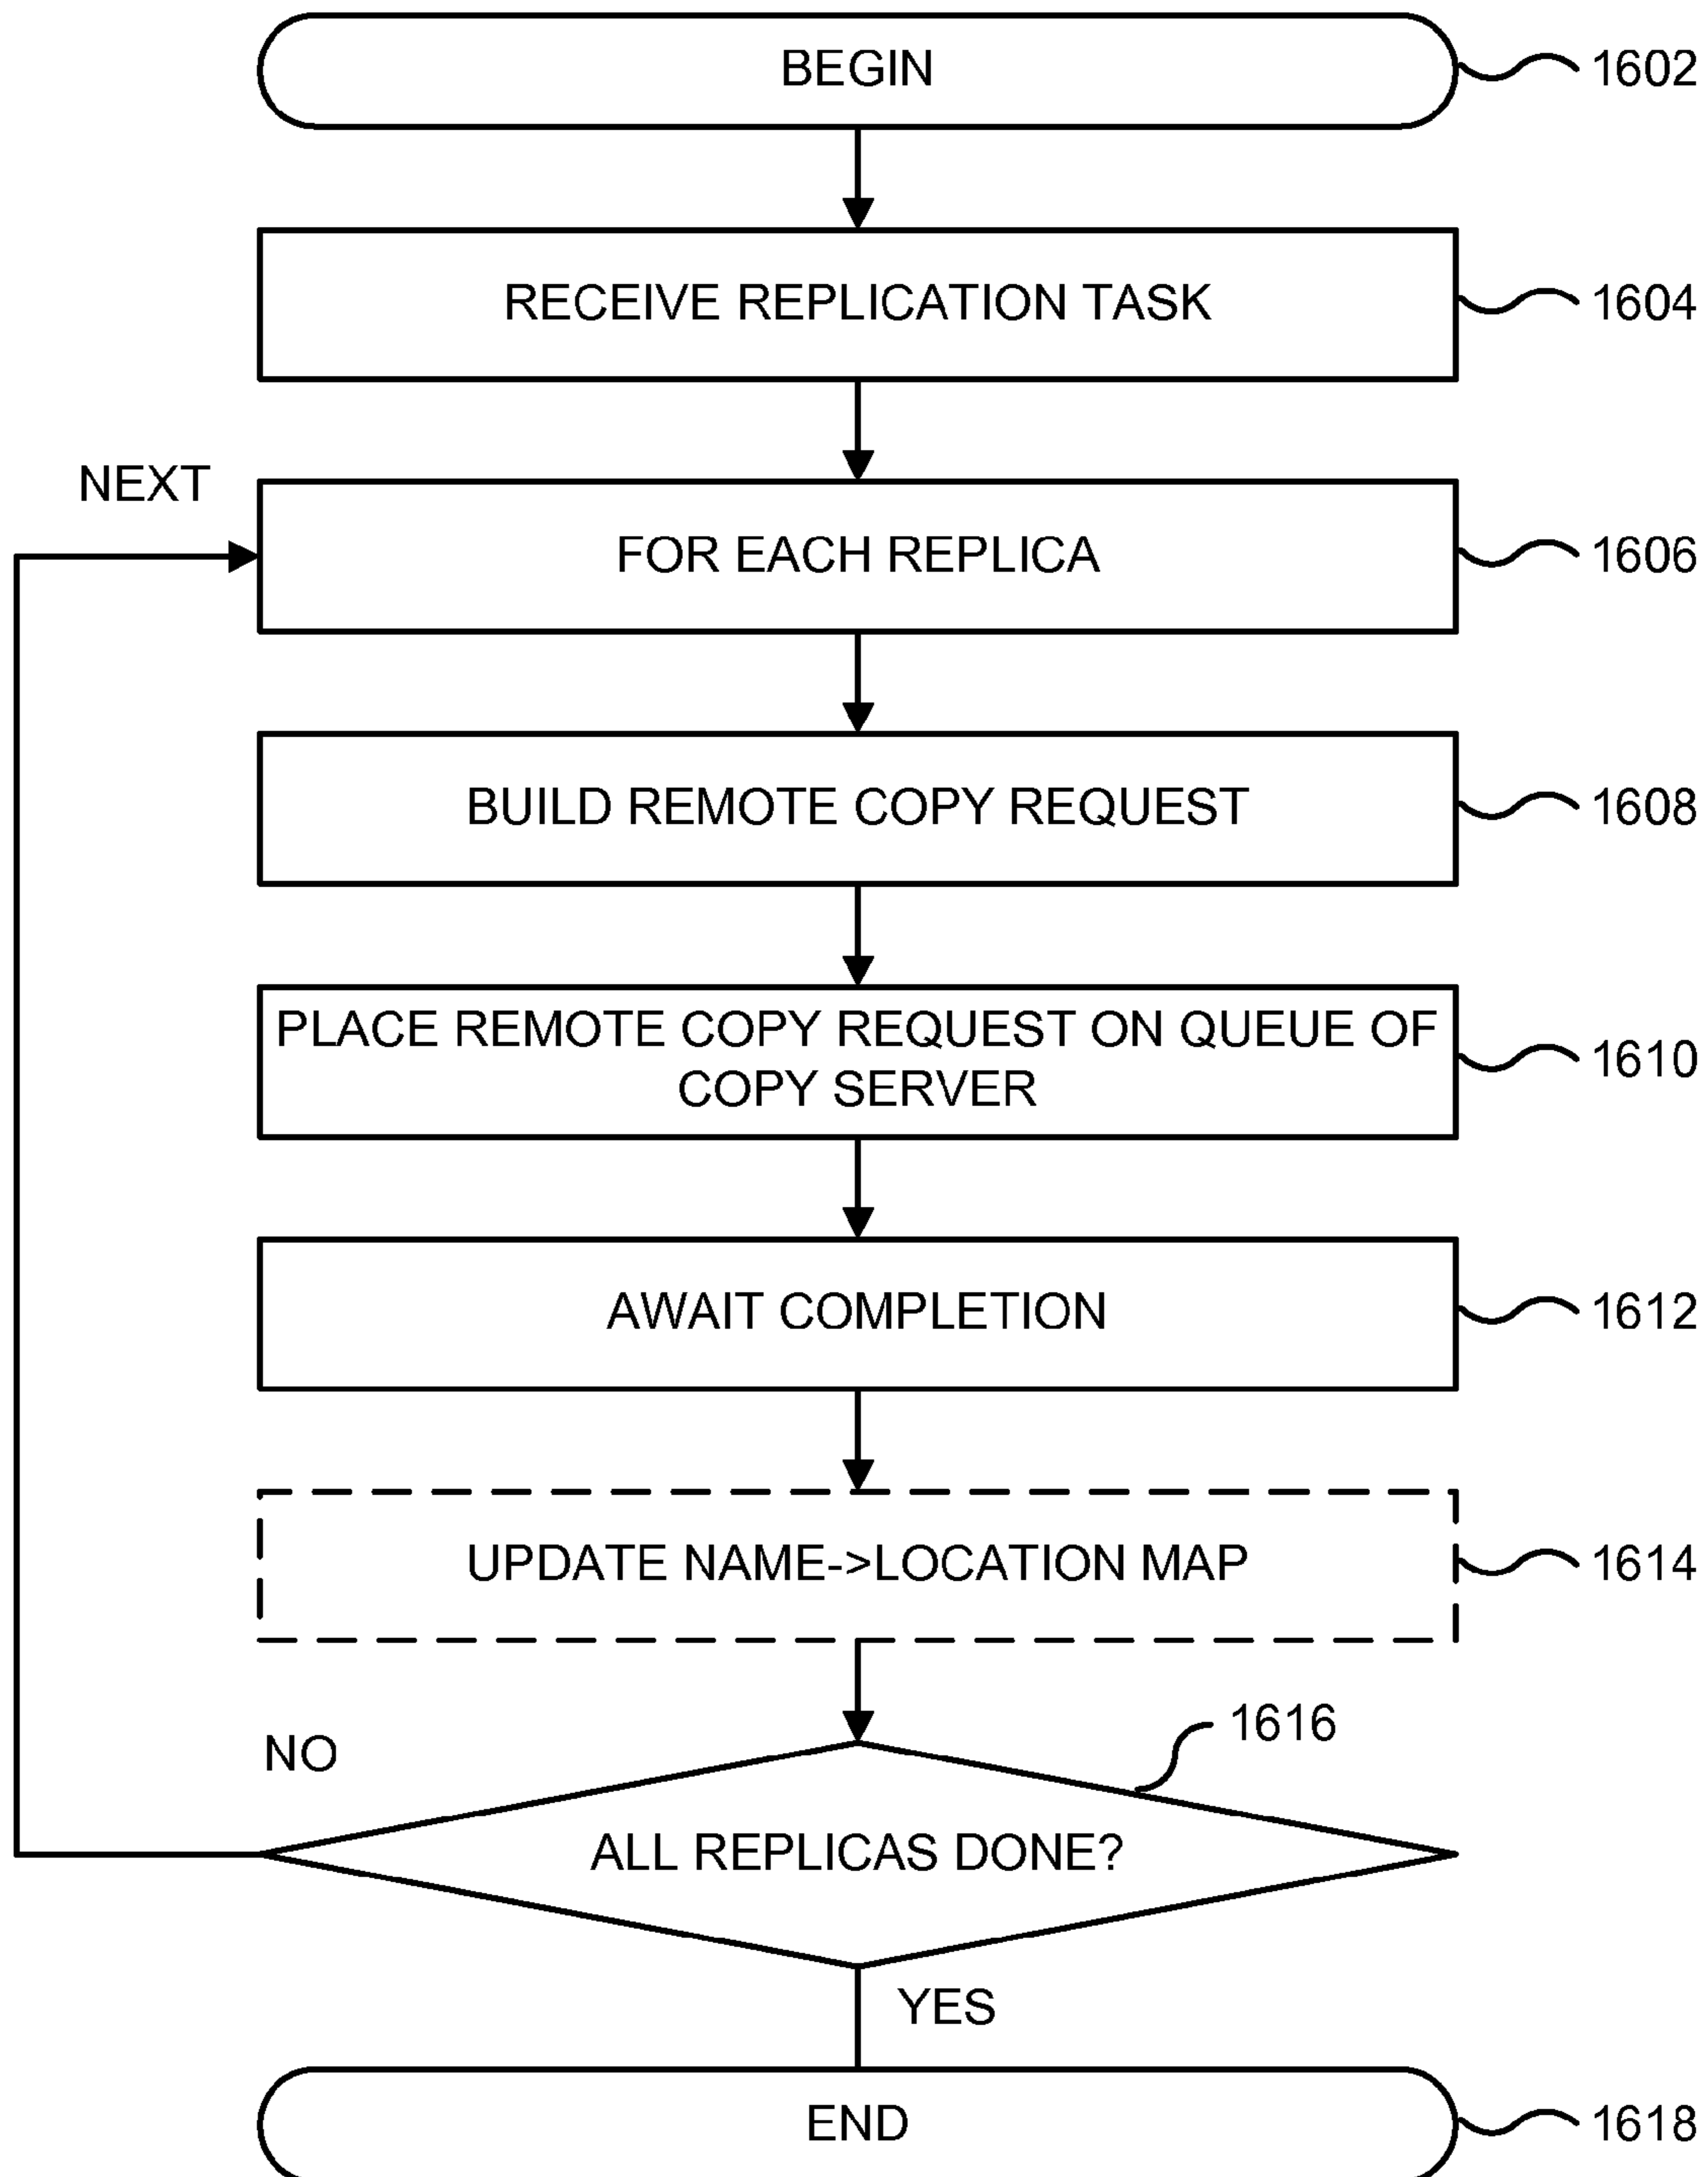 BEGIN
1602
RECEIVE REPLICATION TASK
1604
NEXT
FOR EACH REPLICA
1606
BUILD REMOTE COPY REQUEST
1608
PLACE REMOTE COPY REQUEST ON QUEUE OF
COPY SERVER
1610
AWAIT COMPLETION
1612
UPDATE NAME->LOCATION MAP
1614
1616
NO
ALL REPLICAS DONE?
YES
END
1618